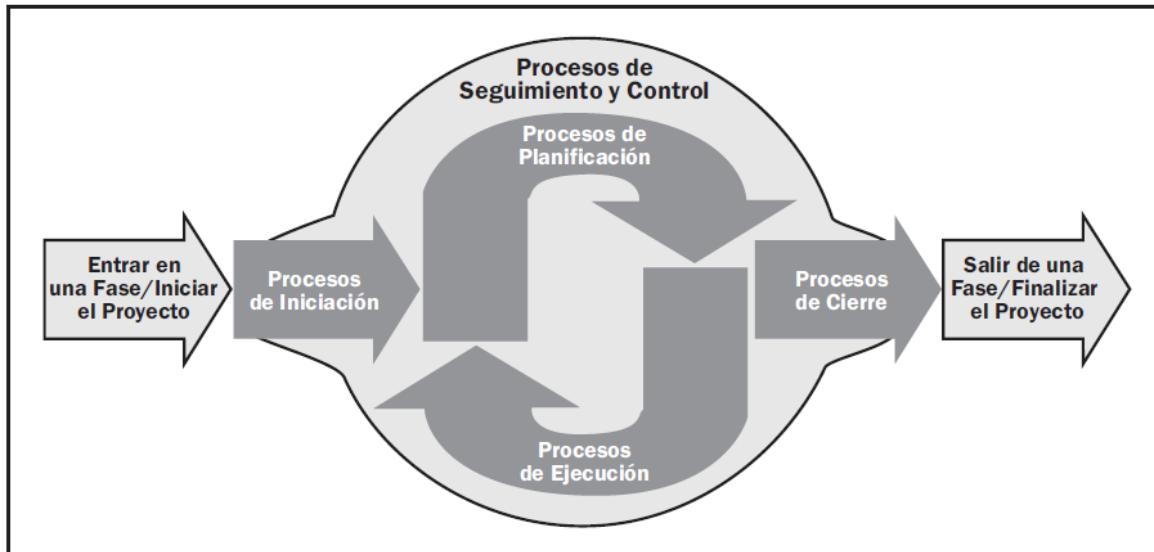 Procesos de
Seguimiento y Control
Procesos de
Planificación
Entrar en
una Fase/Iniciar
el Proyecto
Procesos
de Iniciación
Procesos
de Cierre
Salir de una
Fase/Finalizar
el Proyecto
Procesos
de Ejecución